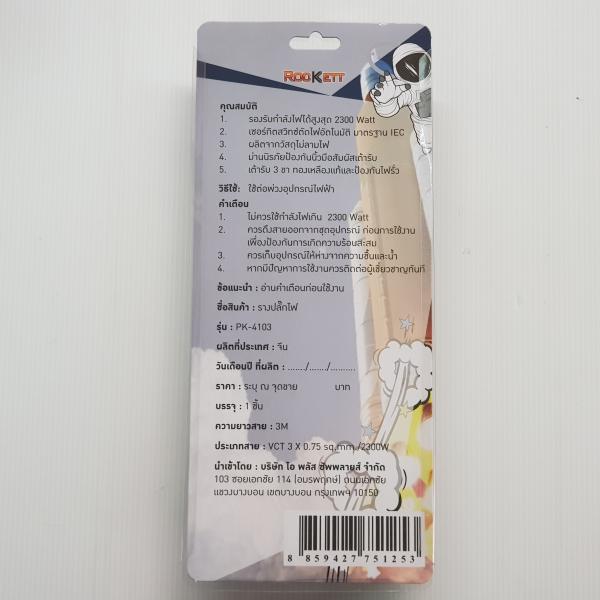 ROCKETT
คุณสมบัติ
1. รองรับกำลังไฟได้สูงสุด 2300 Watt
2. เซอร์กิตสวิทซ์ตัดไฟอัตโนมัติ มาตรฐาน IEC
3. ผลิตจากวัสดุไม่ลามไฟ
4. ม่านนิรภัยป้องกันนิ้วมือสัมผัสเต้ารับ
5. เต้ารับ 3 ขา ทองเหลืองแท้และป้องกันไฟรั่ว
วิธีใช้: ใช้ต่อพ่วงอุปกรณ์ไฟฟ้า
คำเตือน
1. ไม่ควรใช้กำลังไฟเกิน 2300 Watt
2. ควรดึงสายออกจากชุดอุปกรณ์ ก่อนการใช้งาน
เพื่องป้องกันการเกิดความร้อนสะสม
3. ควรเก็บอุปกรณ์ให้ห่างจากความชื้นและน้ำ
4. หากมีปัญหาการใช้งานควรติดต่อผู้เชี่ยวชาญทันที
ข้อแนะนำ : อ่านคำเตือนก่อนใช้งาน
ชื่อสินค้า : รางปลั๊กไฟ
รุ่น : PK-4103
ผลิตที่ประเทศ : จีน
วันเดือนปี ที่ผลิต : ......./......./..........
ราคา : ระบุ ณ จุดขาย บาท
บรรจุ : 1 ชิ้น
ความยาวสาย : 3M
ประเภทสาย : VCT 3 X 0.75 sq.mm /2300W
นำเข้าโดย : บริษัท โอ พลัส ซัพพลายส์ จำกัด
103 ซอยเอกชัย 114 (อมรพฤกษ์) ถนนเอกชัย
แขวงบางบอน เขตบางบอน กรุงเทพฯ 10150
8 859427 751253